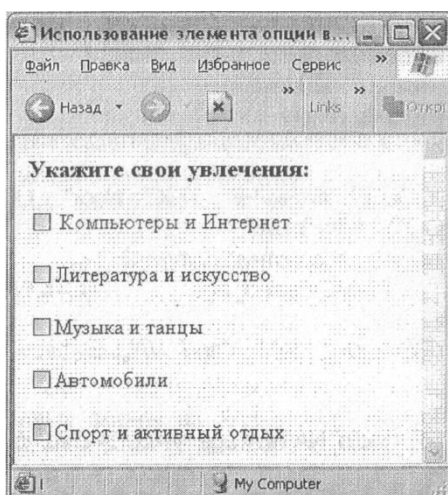 Использование элемента опции в...
Файл Правка Вид Избранное Сервис »
Назад » Links »
Укажите свои увлечения:
Компьютеры и Интернет
Литература и искусство
Музыка и танцы
Автомобили
Спорт и активный отдых
My Computer